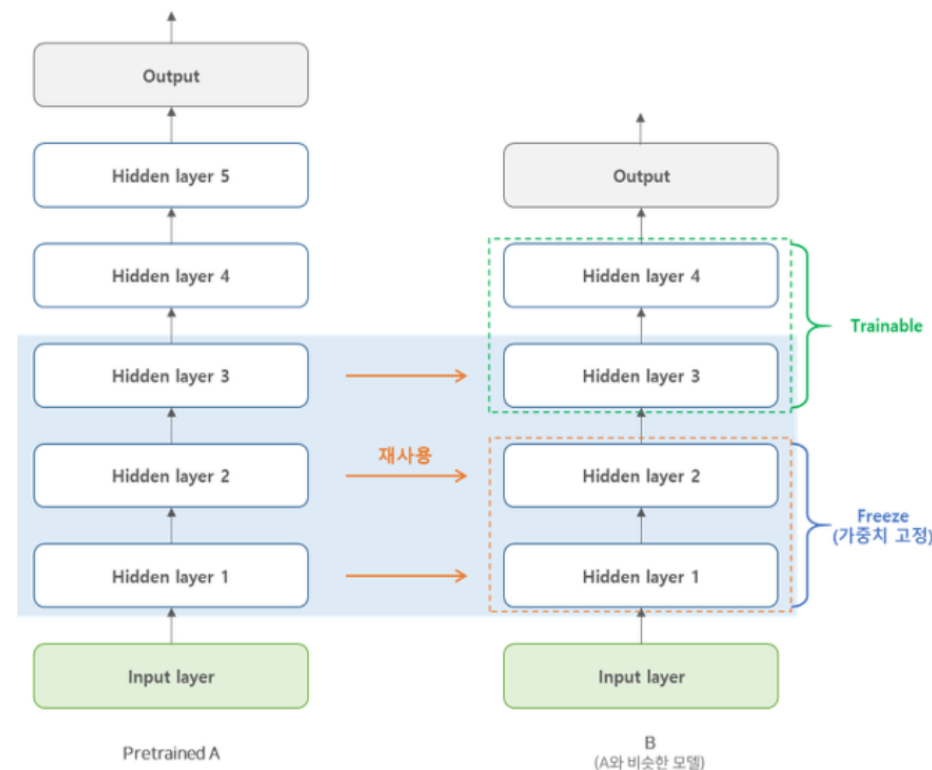 Output
Hidden layer 5
Hidden layer 4
Hidden layer 3
Hidden layer 2
Hidden layer 1
Input layer
Pretrained A
재사용
Output
Hidden layer 4
Hidden layer 3
Hidden layer 2
Hidden layer 1
Input layer
B
(A와 비슷한 모델)
Trainable
Freeze
(가중치 고정)